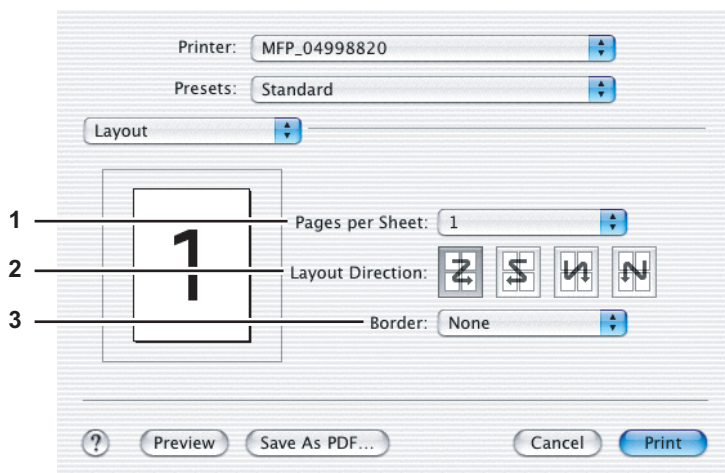 Printer: MFP_04998820
Presets: Standard
Layout
1
1 Pages per Sheet: 1
2 Layout Direction:
3 Border: None
? Preview Save As PDF... Cancel Print